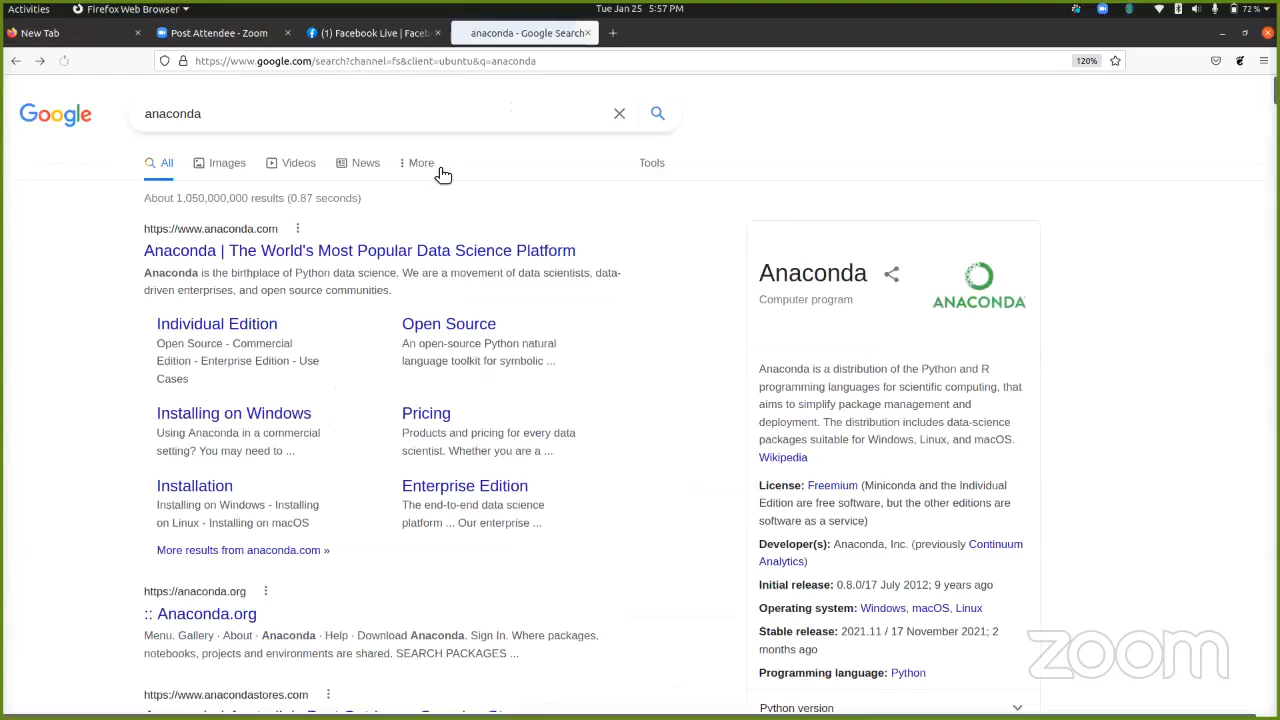 Activities Firefox Web Browser Tue Jan 25 5:57 PM 72 %
New Tab × Post Attendee - Zoom × (1) Facebook Live | Faceb × anaconda - Google Search × +
https://www.google.com/search?channel=fs&client=ubuntu&q=anaconda 120%
Google anaconda
All Images Videos News More Tools
About 1,050,000,000 results (0.87 seconds)
https://www.anaconda.com
Anaconda | The World's Most Popular Data Science Platform
Anaconda is the birthplace of Python data science. We are a movement of data scientists, data-
driven enterprises, and open source communities.
Individual Edition
Open Source - Commercial
Edition - Enterprise Edition - Use
Cases
Open Source
An open-source Python natural
language toolkit for symbolic ...
Installing on Windows
Using Anaconda in a commercial
setting? You may need to ...
Pricing
Products and pricing for every data
scientist. Whether you are a ...
Installation
Installing on Windows - Installing
on Linux - Installing on macOS
Enterprise Edition
The end-to-end data science
platform ... Our enterprise ...
More results from anaconda.com »
https://anaconda.org
:: Anaconda.org
Menu. Gallery · About · Anaconda · Help · Download Anaconda. Sign In. Where packages,
notebooks, projects and environments are shared. SEARCH PACKAGES ...
https://www.anacondastores.com
Anaconda
Computer program
ANACONDA
Anaconda is a distribution of the Python and R
programming languages for scientific computing, that
aims to simplify package management and
deployment. The distribution includes data-science
packages suitable for Windows, Linux, and macOS.
Wikipedia
License: Freemium (Miniconda and the Individual
Edition are free software, but the other editions are
software as a service)
Developer(s): Anaconda, Inc. (previously Continuum
Analytics)
Initial release: 0.8.0/17 July 2012; 9 years ago
Operating system: Windows, macOS, Linux
Stable release: 2021.11 / 17 November 2021; 2
months ago
Programming language: Python
Python version
zoom